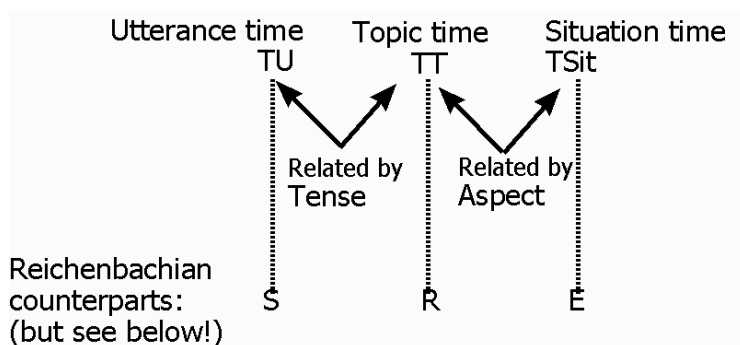 Utterance time Topic time Situation time
TU TT TSit
Related by Related by
Tense Aspect
Reichenbachian
counterparts: S R E
(but see below!)